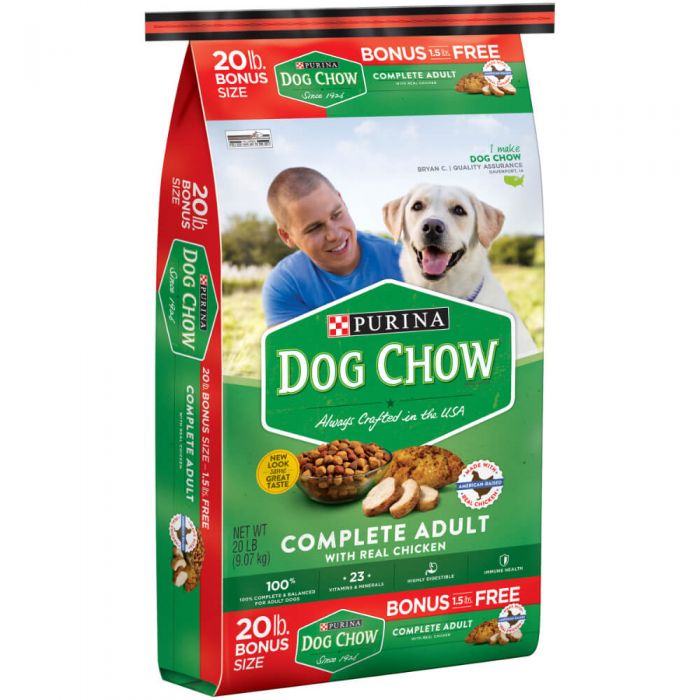 20 lb.
BONUS
SIZE
PURINA
DOG CHOW
Since 1926
BONUS 1.5 lb. FREE
COMPLETE ADULT
WITH REAL CHICKEN
I make
DOG CHOW
BRYAN C. | QUALITY ASSURANCE
DAVENPORT, IA
PURINA
DOG CHOW
Always Crafted in the USA
NEW
LOOK
SAME
GREAT
TASTE
MADE WITH
AMERICAN-RAISED
REAL CHICKEN
NET WT
20 LB
(9.07 kg)
COMPLETE ADULT
WITH REAL CHICKEN
100%
100% COMPLETE & BALANCED
FOR ADULT DOGS
23
VITAMINS & MINERALS
HIGHLY DIGESTIBLE
IMMUNE HEALTH
20 lb.
BONUS
SIZE
PURINA
DOG CHOW
Since 1926
BONUS 1.5 lb. FREE
COMPLETE ADULT
WITH REAL CHICKEN
20 lb.
BONUS
SIZE
PURINA
DOG CHOW
Since 1926
20 lb. BONUS SIZE – 1.5 lb. FREE
COMPLETE ADULT
WITH REAL CHICKEN